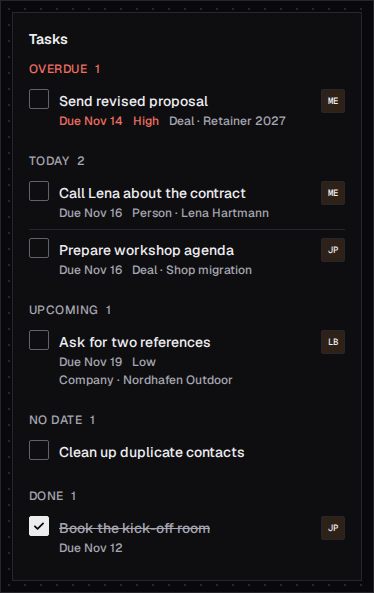 Tasks
OVERDUE 1
Send revised proposal ME
Due Nov 14 High Deal · Retainer 2027
TODAY 2
Call Lena about the contract ME
Due Nov 16 Person · Lena Hartmann
Prepare workshop agenda JP
Due Nov 16 Deal · Shop migration
UPCOMING 1
Ask for two references LB
Due Nov 19 Low
Company · Nordhafen Outdoor
NO DATE 1
Clean up duplicate contacts
DONE 1
Book the kick-off room JP
Due Nov 12